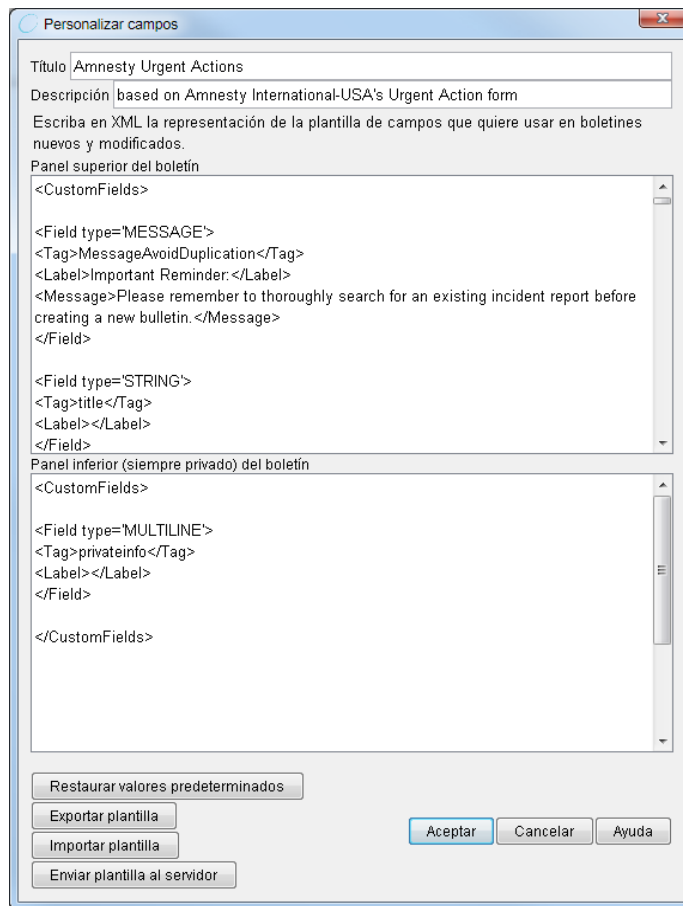 Personalizar campos
Título Amnesty Urgent Actions
Descripción based on Amnesty International-USA's Urgent Action form
Escriba en XML la representación de la plantilla de campos que quiere usar en boletines
nuevos y modificados.
Panel superior del boletín
<CustomFields>
<Field type='MESSAGE'>
<Tag>MessageAvoidDuplication</Tag>
<Label>Important Reminder:</Label>
<Message>Please remember to thoroughly search for an existing incident report before
creating a new bulletin.</Message>
</Field>
<Field type='STRING'>
<Tag>title</Tag>
<Label></Label>
</Field>
Panel inferior (siempre privado) del boletín
<CustomFields>
<Field type='MULTILINE'>
<Tag>privateinfo</Tag>
<Label></Label>
</Field>
</CustomFields>
Restaurar valores predeterminados
Exportar plantilla
Importar plantilla
Enviar plantilla al servidor
Aceptar Cancelar Ayuda